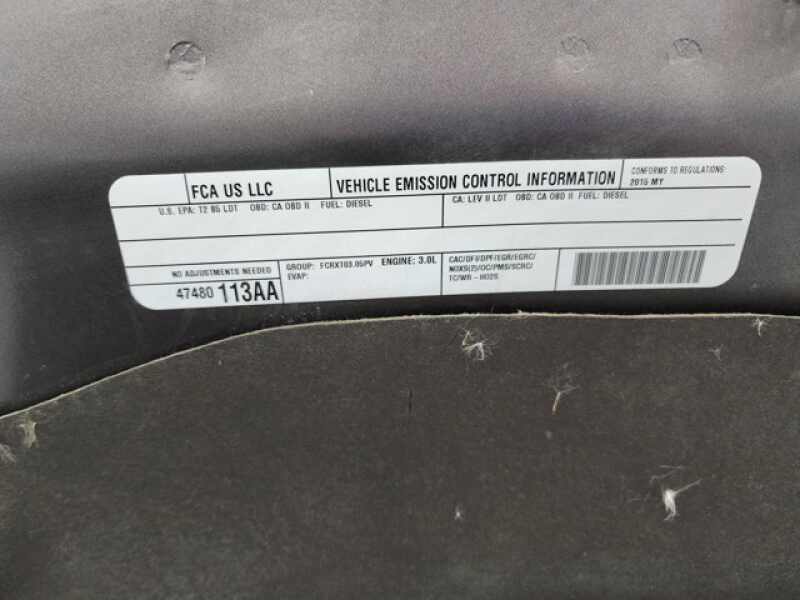 FCA US LLC
VEHICLE EMISSION CONTROL INFORMATION
CONFORMS TO REGULATIONS:
2015 MY
U.S. EPA: T2 B5 LDT OBD: CA OBD II FUEL: DIESEL
CA: LEV II LDT OBD: CA OBD II FUEL: DIESEL
NO ADJUSTMENTS NEEDED
47480 113AA
GROUP: FCRXT03.05PV ENGINE: 3.0L
EVAP:
CAC/DFI/DPF/EGR/EGRC/
NOXS(2)/OC/PMS/SCRC/
TC/WR-HO2S